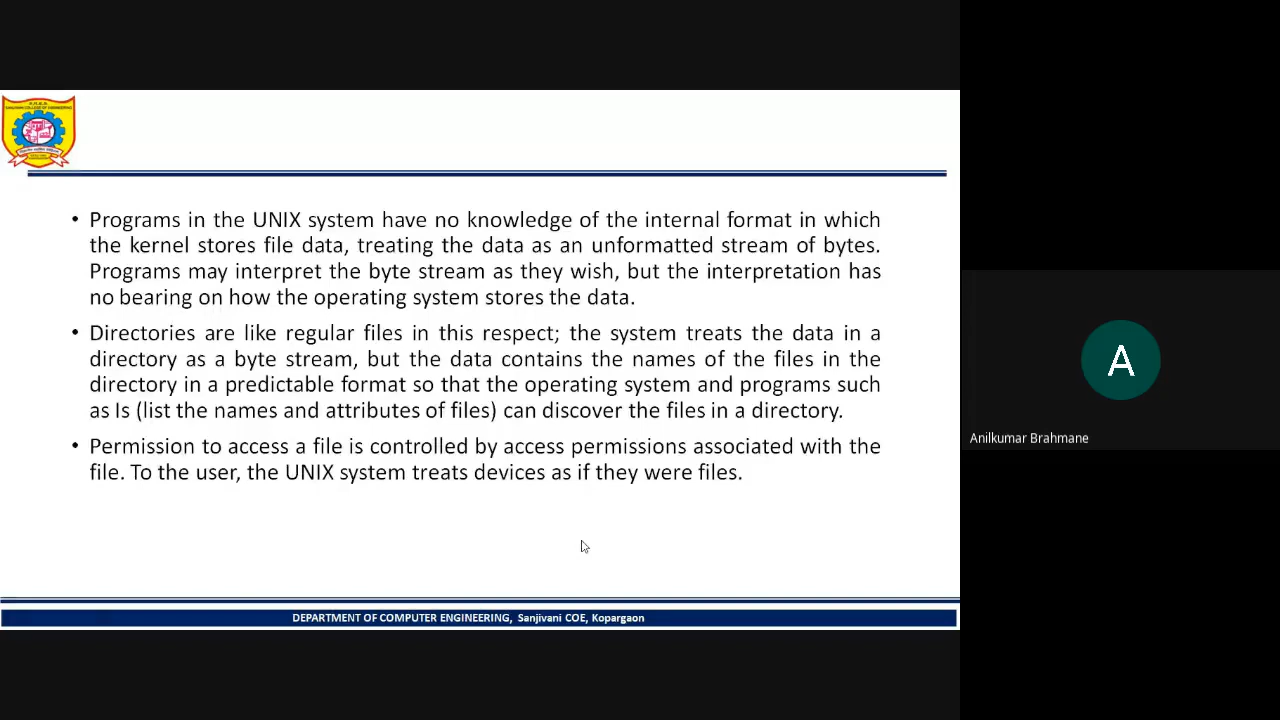 • Programs in the UNIX system have no knowledge of the internal format in which
the kernel stores file data, treating the data as an unformatted stream of bytes.
Programs may interpret the byte stream as they wish, but the interpretation has
no bearing on how the operating system stores the data.
• Directories are like regular files in this respect; the system treats the data in a
directory as a byte stream, but the data contains the names of the files in the
directory in a predictable format so that the operating system and programs such
as Is (list the names and attributes of files) can discover the files in a directory.
• Permission to access a file is controlled by access permissions associated with the
file. To the user, the UNIX system treats devices as if they were files.
DEPARTMENT OF COMPUTER ENGINEERING, Sanjivani COE, Kopargaon
A
Anilkumar Brahmane